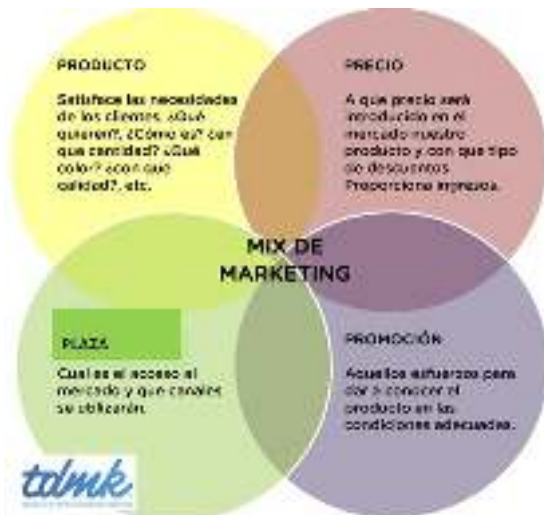 PRODUCTO
Satisface las necesidades
de los clientes. ¿Qué
quieren?, ¿Cómo es? ¿en
que cantidad? ¿Qué
color? ¿con que
calidad?, etc.
PRECIO
A que precio será
introducido en el
mercado nuestro
producto y con que tipo
de descuentos.
Proporciona ingresos.
MIX DE
MARKETING
PLAZA
Cual es el acceso al
mercado y que canales
se utilizarán.
PROMOCIÓN
Aquellos esfuerzos para
dar a conocer el
producto en las
condiciones adecuadas.
tdmk